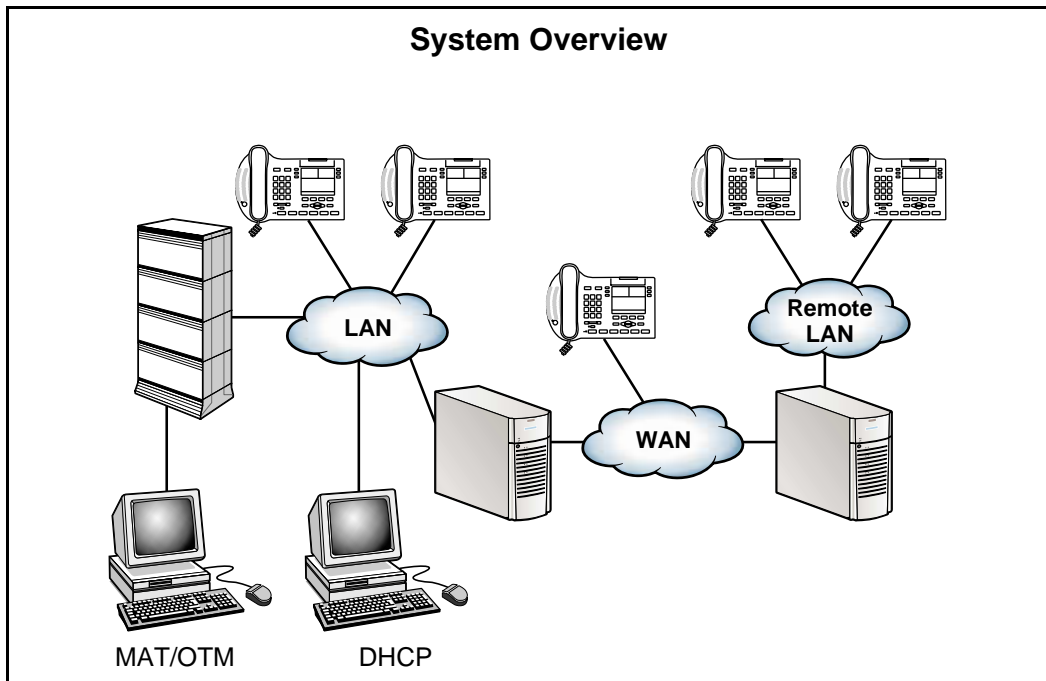 System Overview
LAN
Remote
LAN
WAN
MAT/OTM
DHCP